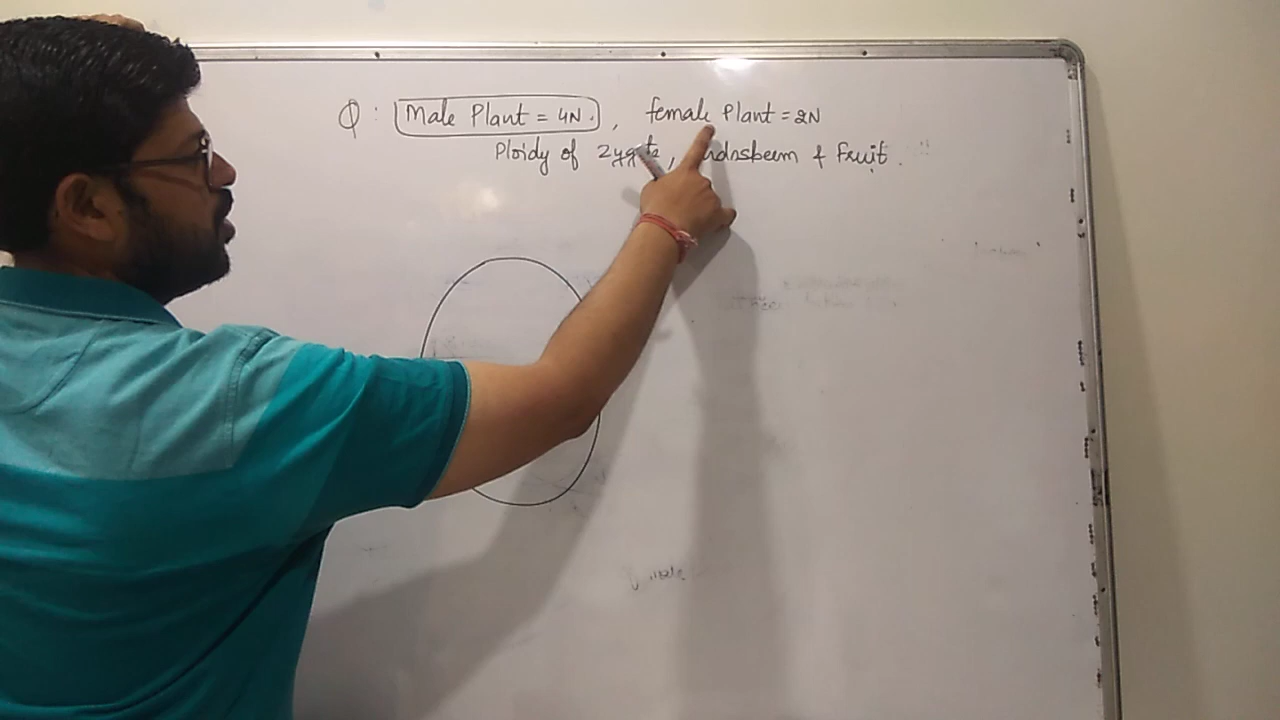 Q: Male Plant = 4N. , female Plant = 2N
Ploidy of , & Fruit.